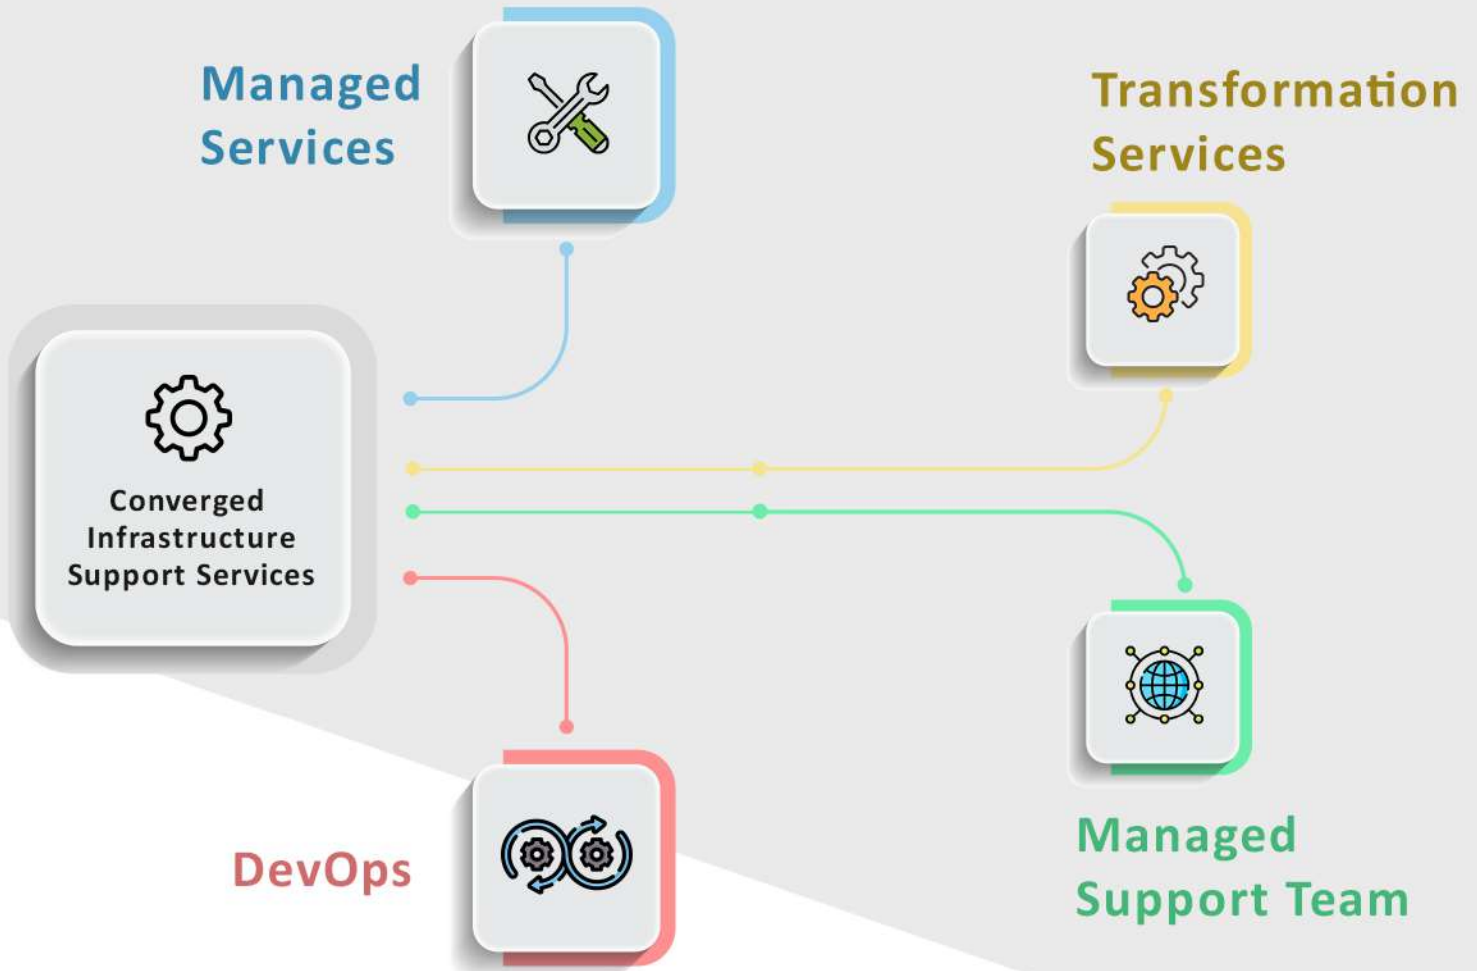 Managed
Services
Transformation
Services
Converged
Infrastructure
Support Services
DevOps
Managed
Support Team